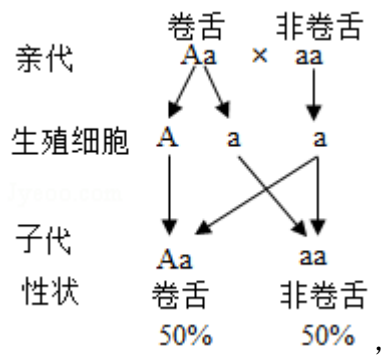 卷舌 非卷舌
亲代 Aa × aa
生殖细胞 A a a
子代 Aa aa
性状 卷舌 非卷舌
50% 50% ，